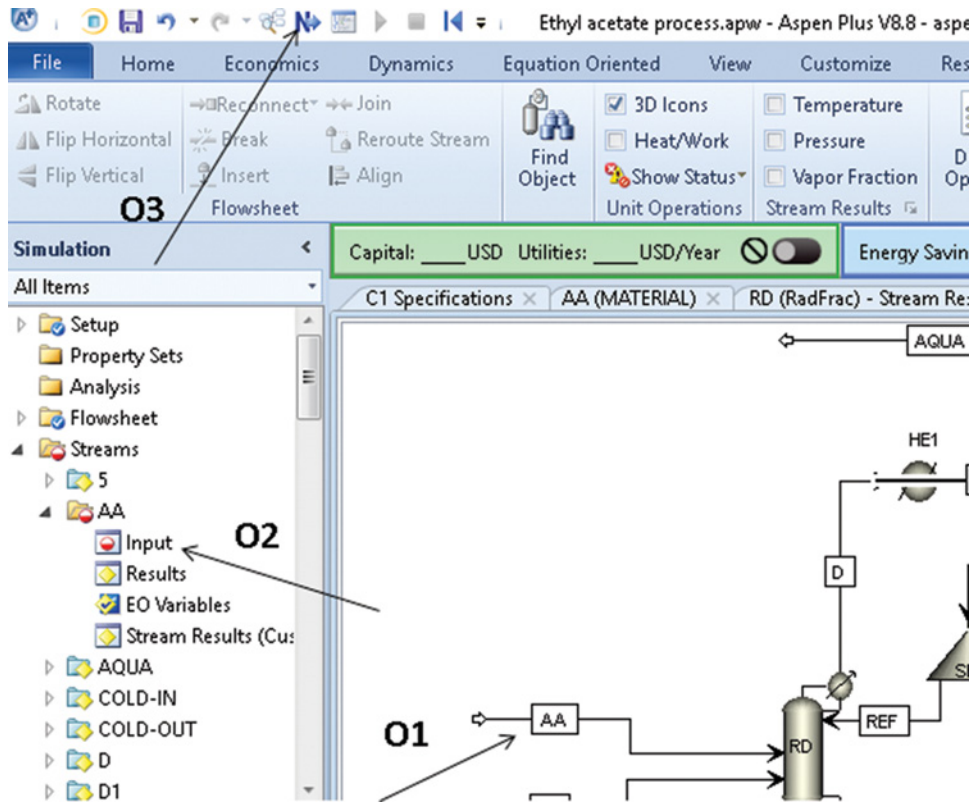 Ethyl acetate process.apw - Aspen Plus V8.8 - aspe
File Home Economics Dynamics Equation Oriented View Customize Res
Rotate Reconnect Join 3D Icons Temperature
Flip Horizontal Break Reroute Stream Find Object Heat/Work Pressure
Flip Vertical Insert Align Show Status Vapor Fraction
D
Op
O3
Flowsheet Unit Operations Stream Results
Simulation
Capital: ____USD Utilities: ____USD/Year Energy Savin
All Items
C1 Specifications AA (MATERIAL) RD (RadFrac) - Stream Res
Setup
Property Sets
Analysis
Flowsheet
Streams
5
AA
Input
Results
EO Variables
Stream Results (Cus
AQUA
COLD-IN
COLD-OUT
D
D1
O2
O1
AQUA
HE1
D
AA
RD
REF